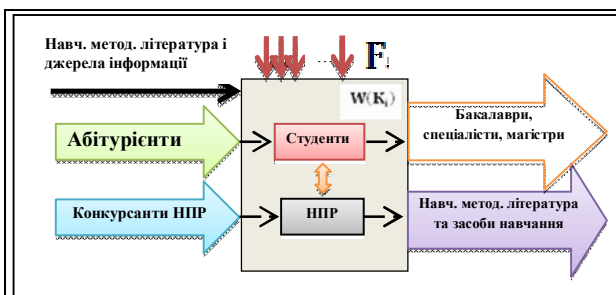 Навч. метод. література і
джерела інформації
F↓
W(Kᵢ)
Абітурієнти
Студенти
Бакалаври,
спеціалісти, магістри
Конкурсанти НПР
НПР
Навч. метод. література
та засоби навчання